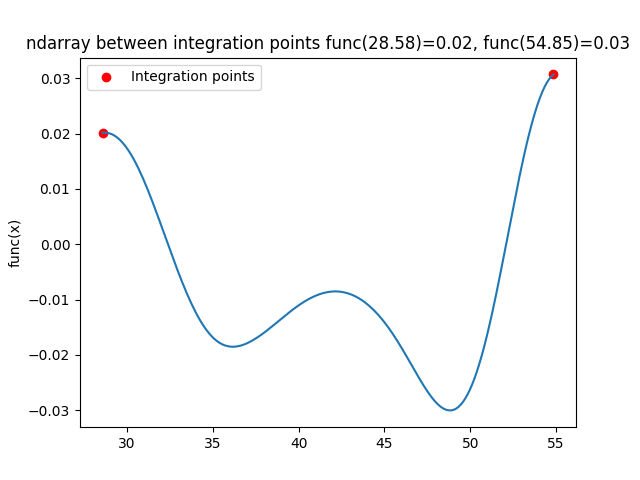 ndarray between integration points func(28.58)=0.02, func(54.85)=0.03
Integration points
func(x)
0.03
0.02
0.01
0.00
−0.01
−0.02
−0.03
30 35 40 45 50 55